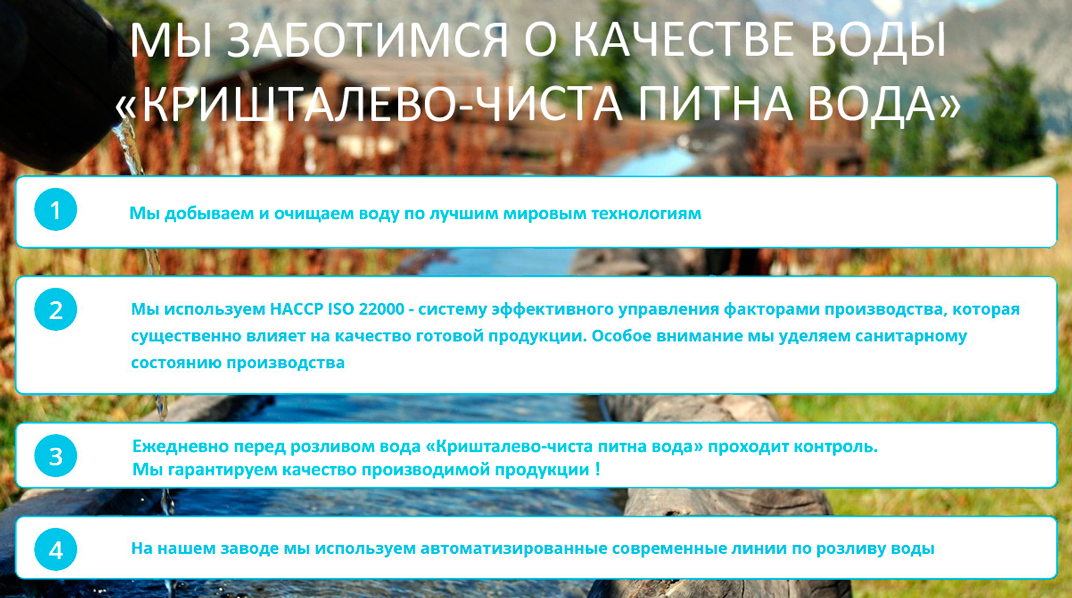 МЫ ЗАБОТИМСЯ О КАЧЕСТВЕ ВОДЫ
«КРИШТАЛЕВО-ЧИСТА ПИТНА ВОДА»
1
Мы добываем и очищаем воду по лучшим мировым технологиям
2
Мы используем HACCP ISO 22000 - систему эффективного управления факторами производства, которая
существенно влияет на качество готовой продукции. Особое внимание мы уделяем санитарному
состоянию производства
3
Ежедневно перед розливом вода «Кришталево-чиста питна вода» проходит контроль.
Мы гарантируем качество производимой продукции !
4
На нашем заводе мы используем автоматизированные современные линии по розливу воды